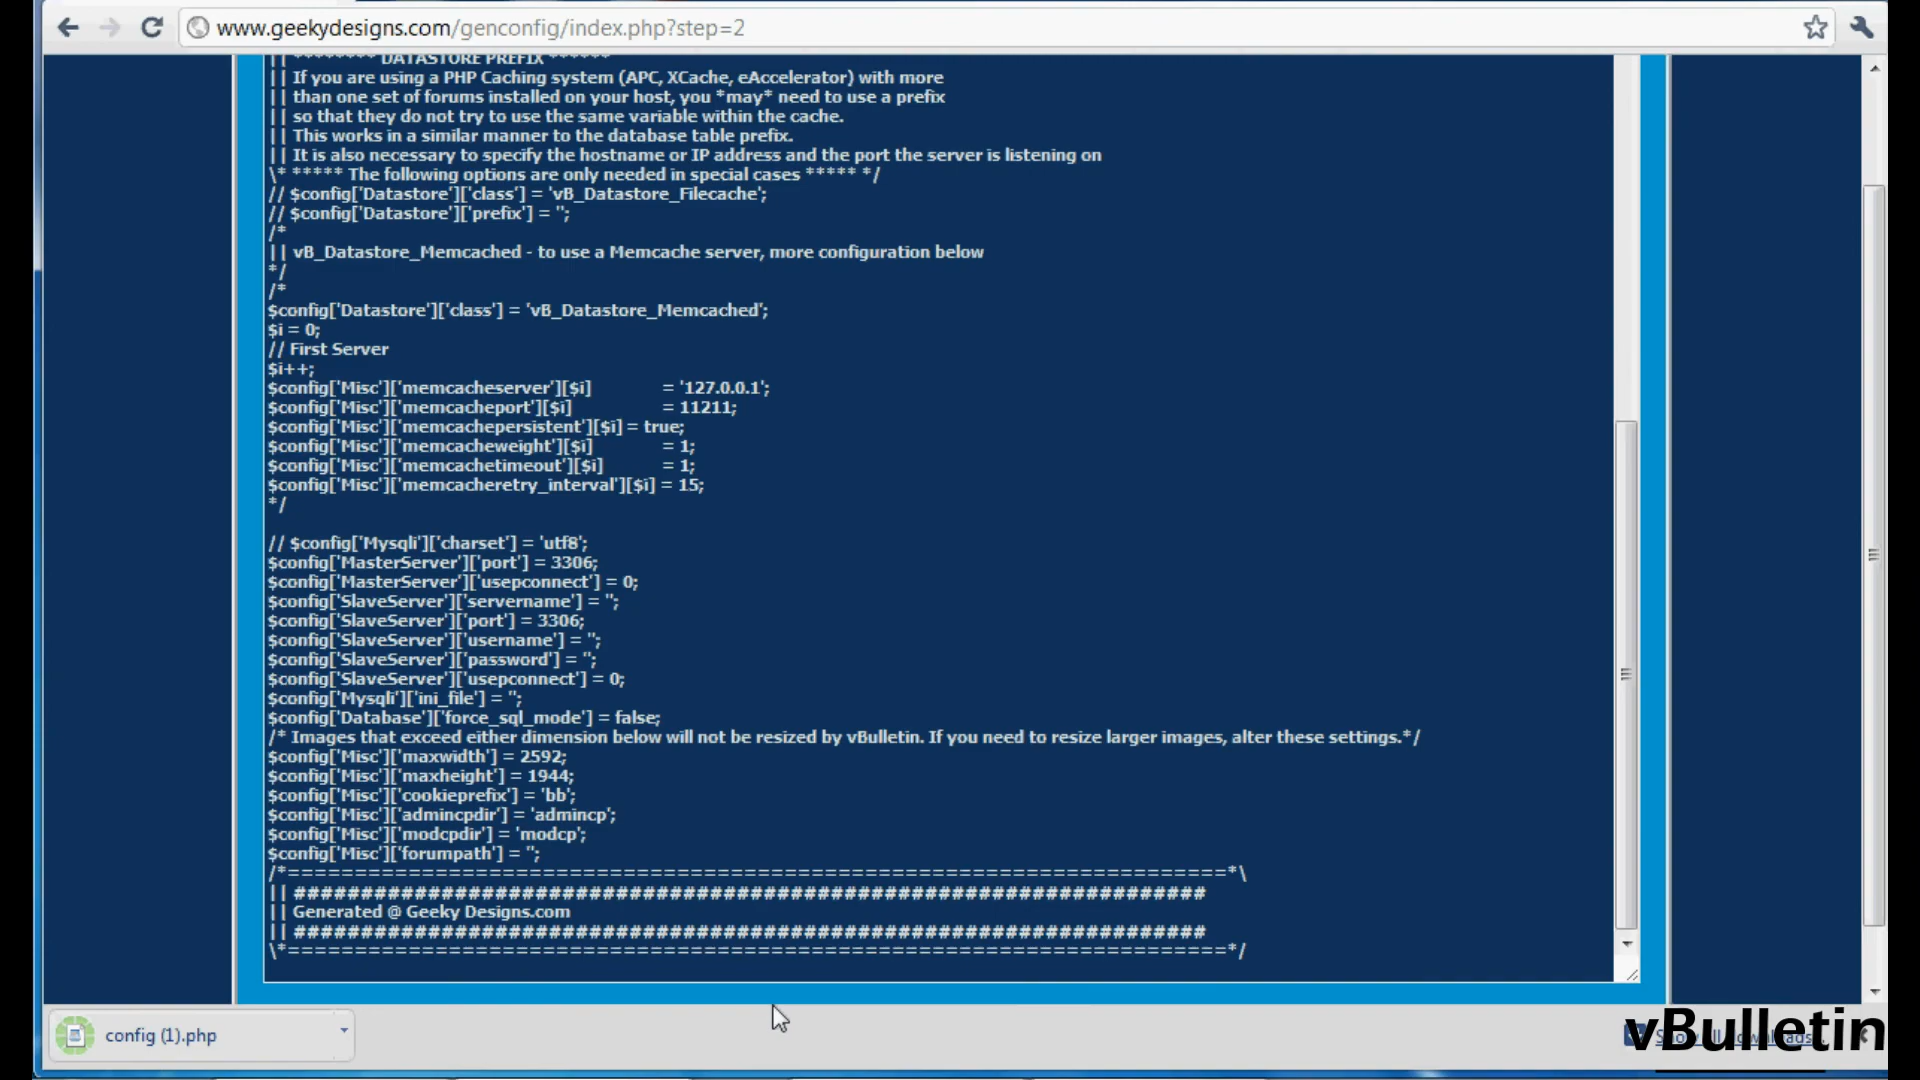 www.geekydesigns.com/genconfig/index.php?step=2
|| ******** DATASTORE PREFIX ******
|| If you are using a PHP Caching system (APC, XCache, eAccelerator) with more
|| than one set of forums installed on your host, you *may* need to use a prefix
|| so that they do not try to use the same variable within the cache.
|| This works in a similar manner to the database table prefix.
|| It is also necessary to specify the hostname or IP address and the port the server is listening on
\* ***** The following options are only needed in special cases ***** */
// $config['Datastore']['class'] = 'vB_Datastore_Filecache';
// $config['Datastore']['prefix'] = '';
/*
|| vB_Datastore_Memcached - to use a Memcache server, more configuration below
*/
/*
$config['Datastore']['class'] = 'vB_Datastore_Memcached';
$i = 0;
// First Server
$i++;
$config['Misc']['memcacheserver'][$i] = '127.0.0.1';
$config['Misc']['memcacheport'][$i] = 11211;
$config['Misc']['memcachepersistent'][$i] = true;
$config['Misc']['memcacheweight'][$i] = 1;
$config['Misc']['memcachetimeout'][$i] = 1;
$config['Misc']['memcacheretry_interval'][$i] = 15;
*/
// $config['Mysqli']['charset'] = 'utf8';
$config['MasterServer']['port'] = 3306;
$config['MasterServer']['usepconnect'] = 0;
$config['SlaveServer']['servername'] = '';
$config['SlaveServer']['port'] = 3306;
$config['SlaveServer']['username'] = '';
$config['SlaveServer']['password'] = '';
$config['SlaveServer']['usepconnect'] = 0;
$config['Mysqli']['ini_file'] = '';
$config['Database']['force_sql_mode'] = false;
/* Images that exceed either dimension below will not be resized by vBulletin. If you need to resize larger images, alter these settings.*/
$config['Misc']['maxwidth'] = 2592;
$config['Misc']['maxheight'] = 1944;
$config['Misc']['cookieprefix'] = 'bb';
$config['Misc']['admincpdir'] = 'admincp';
$config['Misc']['modcpdir'] = 'modcp';
$config['Misc']['forumpath'] = '';
/*======================================================================*\
|| ####################################################################
|| Generated @ Geeky Designs.com
|| ####################################################################
\*======================================================================*/
config (1).php
vBulletin